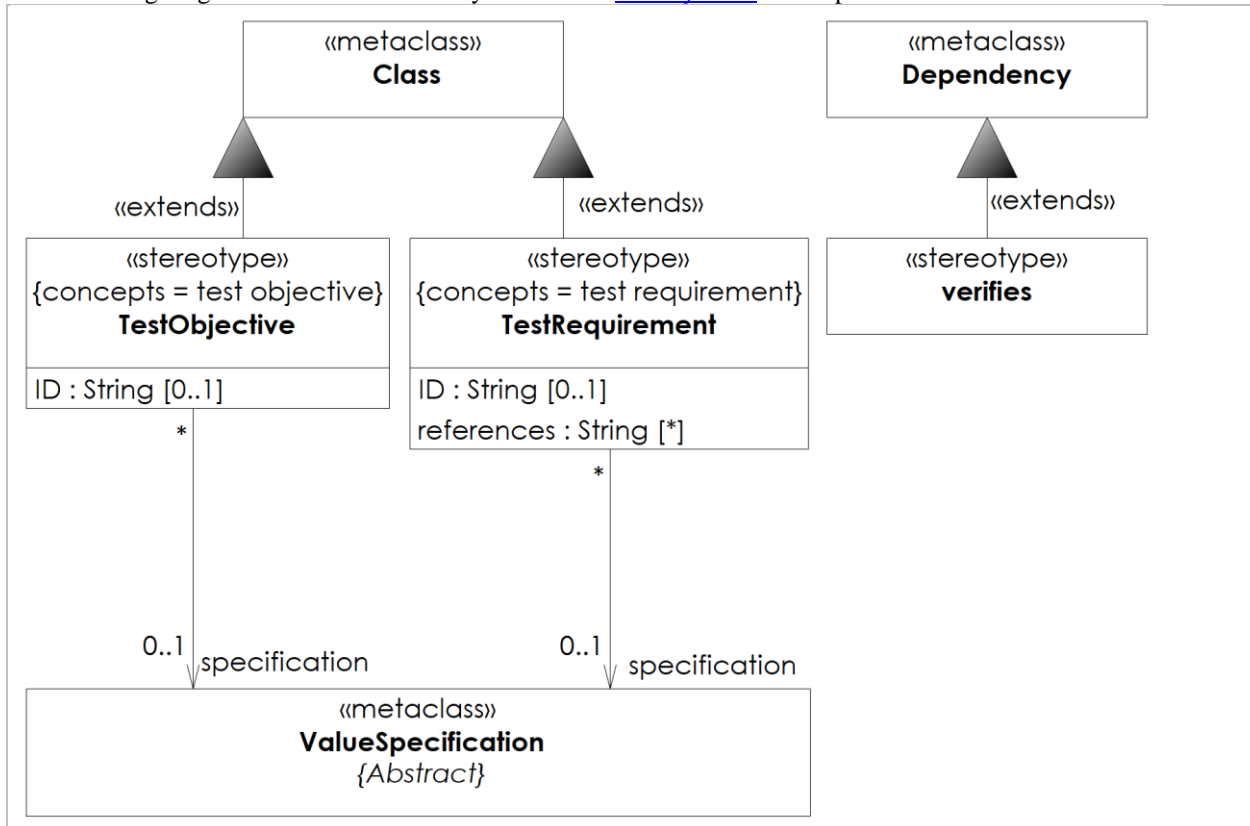 «metaclass»
Class
«metaclass»
Dependency
«extends»
«extends»
«extends»
«stereotype»
{concepts = test objective}
TestObjective
ID : String [0..1]
«stereotype»
{concepts = test requirement}
TestRequirement
ID : String [0..1]
references : String [*]
«stereotype»
verifies
*
*
0..1
specification
0..1
specification
«metaclass»
ValueSpecification
{Abstract}